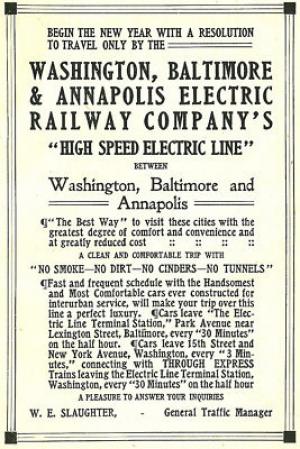 BEGIN THE NEW YEAR WITH A RESOLUTION
TO TRAVEL ONLY BY THE
WASHINGTON, BALTIMORE
& ANNAPOLIS ELECTRIC
RAILWAY COMPANY'S
"HIGH SPEED ELECTRIC LINE"
BETWEEN
Washington, Baltimore and
Annapolis
¶"The Best Way" to visit these cities with the
greatest degree of comfort and convenience and
at greatly reduced cost :: :: :: ::
A CLEAN AND COMFORTABLE TRIP WITH
"NO SMOKE—NO DIRT—NO CINDERS—NO TUNNELS"
¶Fast and frequent schedule with the Handsomest
and Most Comfortable cars ever constructed for
interurban service, will make your trip over this
line a perfect luxury. ¶Cars leave "The Elec-
tric Line Terminal Station," Park Avenue near
Lexington Street, Baltimore, every "30 Minutes"
on the half hour. ¶Cars leave 15th Street and
New York Avenue, Washington, every "3 Min-
utes," connecting with THROUGH EXPRESS
Trains leaving the Electric Line Terminal Station,
Washington, every "30 Minutes" on the half hour
A PLEASURE TO ANSWER YOUR INQUIRIES
W. E. SLAUGHTER, - General Traffic Manager